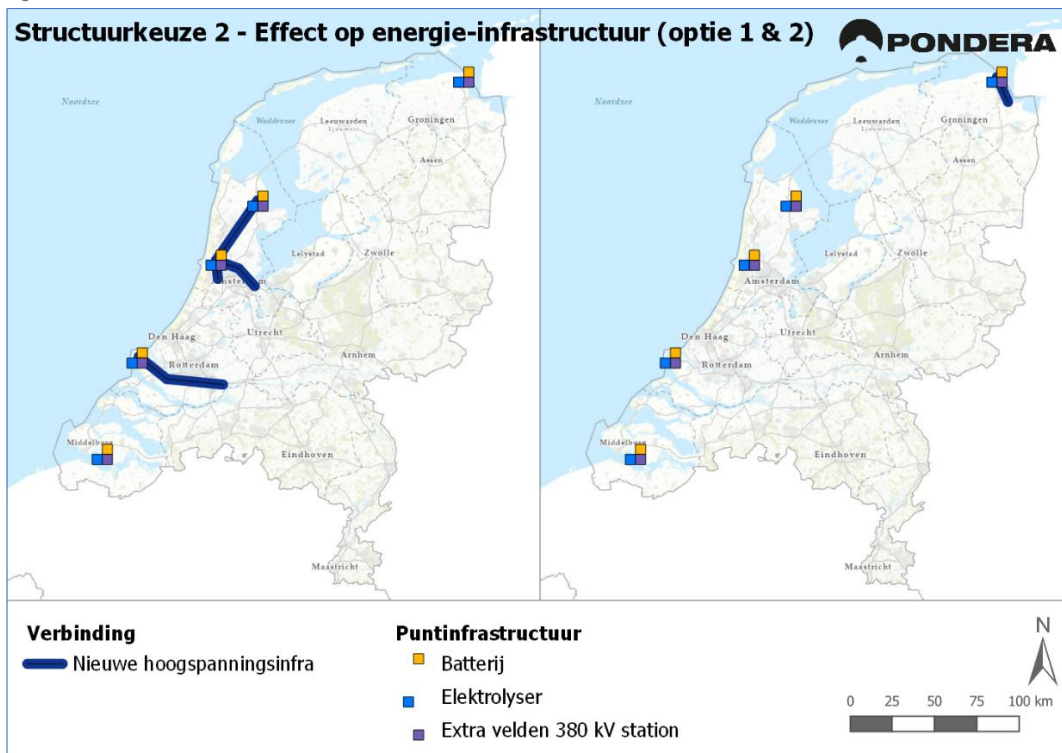 Structuurkeuze 2 - Effect op energie-infrastructuur (optie 1 & 2)
PONDERA
Noordzee
Waddenzee
Leeuwarden
Ljouwert
Groningen
Assen
Lelystad
Zwolle
Amsterdam
Den Haag
Utrecht
Rotterdam
Arnhem
Middelburg
Eindhoven
Maastricht
Noordzee
Waddenzee
Leeuwarden
Ljouwert
Groningen
Assen
Lelystad
Zwolle
Amsterdam
Den Haag
Utrecht
Rotterdam
Arnhem
Middelburg
Eindhoven
Maastricht
Verbinding
Nieuwe hoogspanningsinfra
Puntinfrastructuur
Batterij
Elektrolyser
Extra velden 380 kV station
N
0 25 50 75 100 km